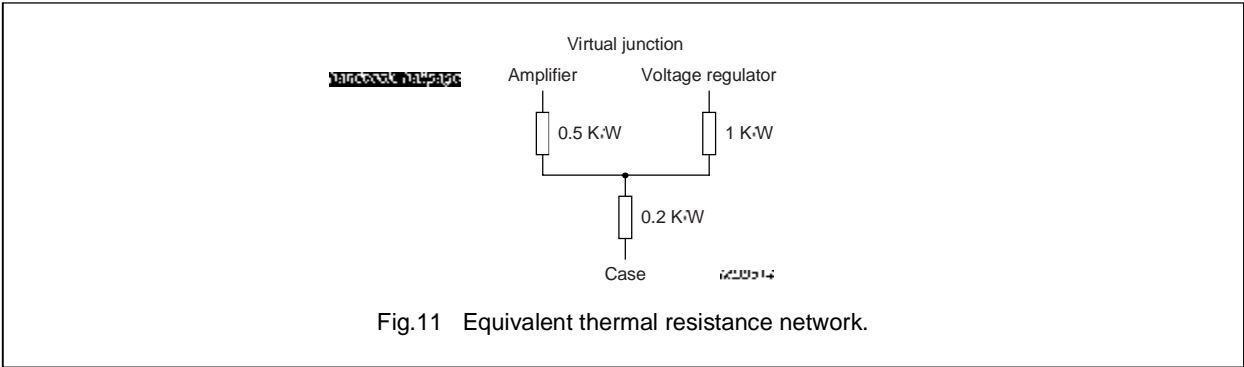 Virtual junction
Amplifier Voltage regulator
0.5 K/W 1 K/W
0.2 K/W
Case
Fig.11 Equivalent thermal resistance network.